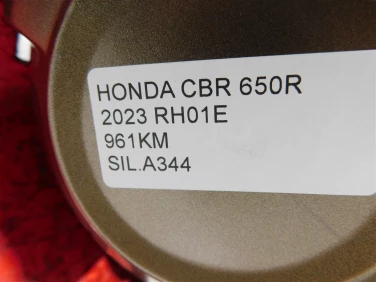 HONDA CBR 650R
2023 RH01E
961KM
SIL.A344